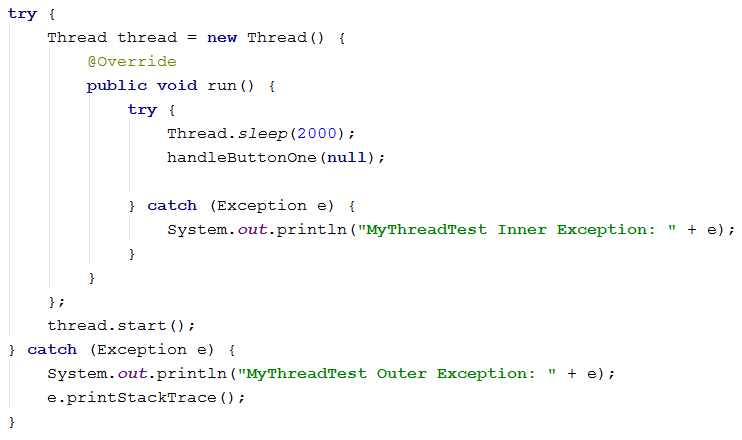 try {
    Thread thread = new Thread() {
        @Override
        public void run() {
            try {
                Thread.sleep(2000);
                handleButtonOne(null);

            } catch (Exception e) {
                System.out.println("MyThreadTest Inner Exception: " + e);
            }
        }
    };
    thread.start();
} catch (Exception e) {
    System.out.println("MyThreadTest Outer Exception: " + e);
    e.printStackTrace();
}